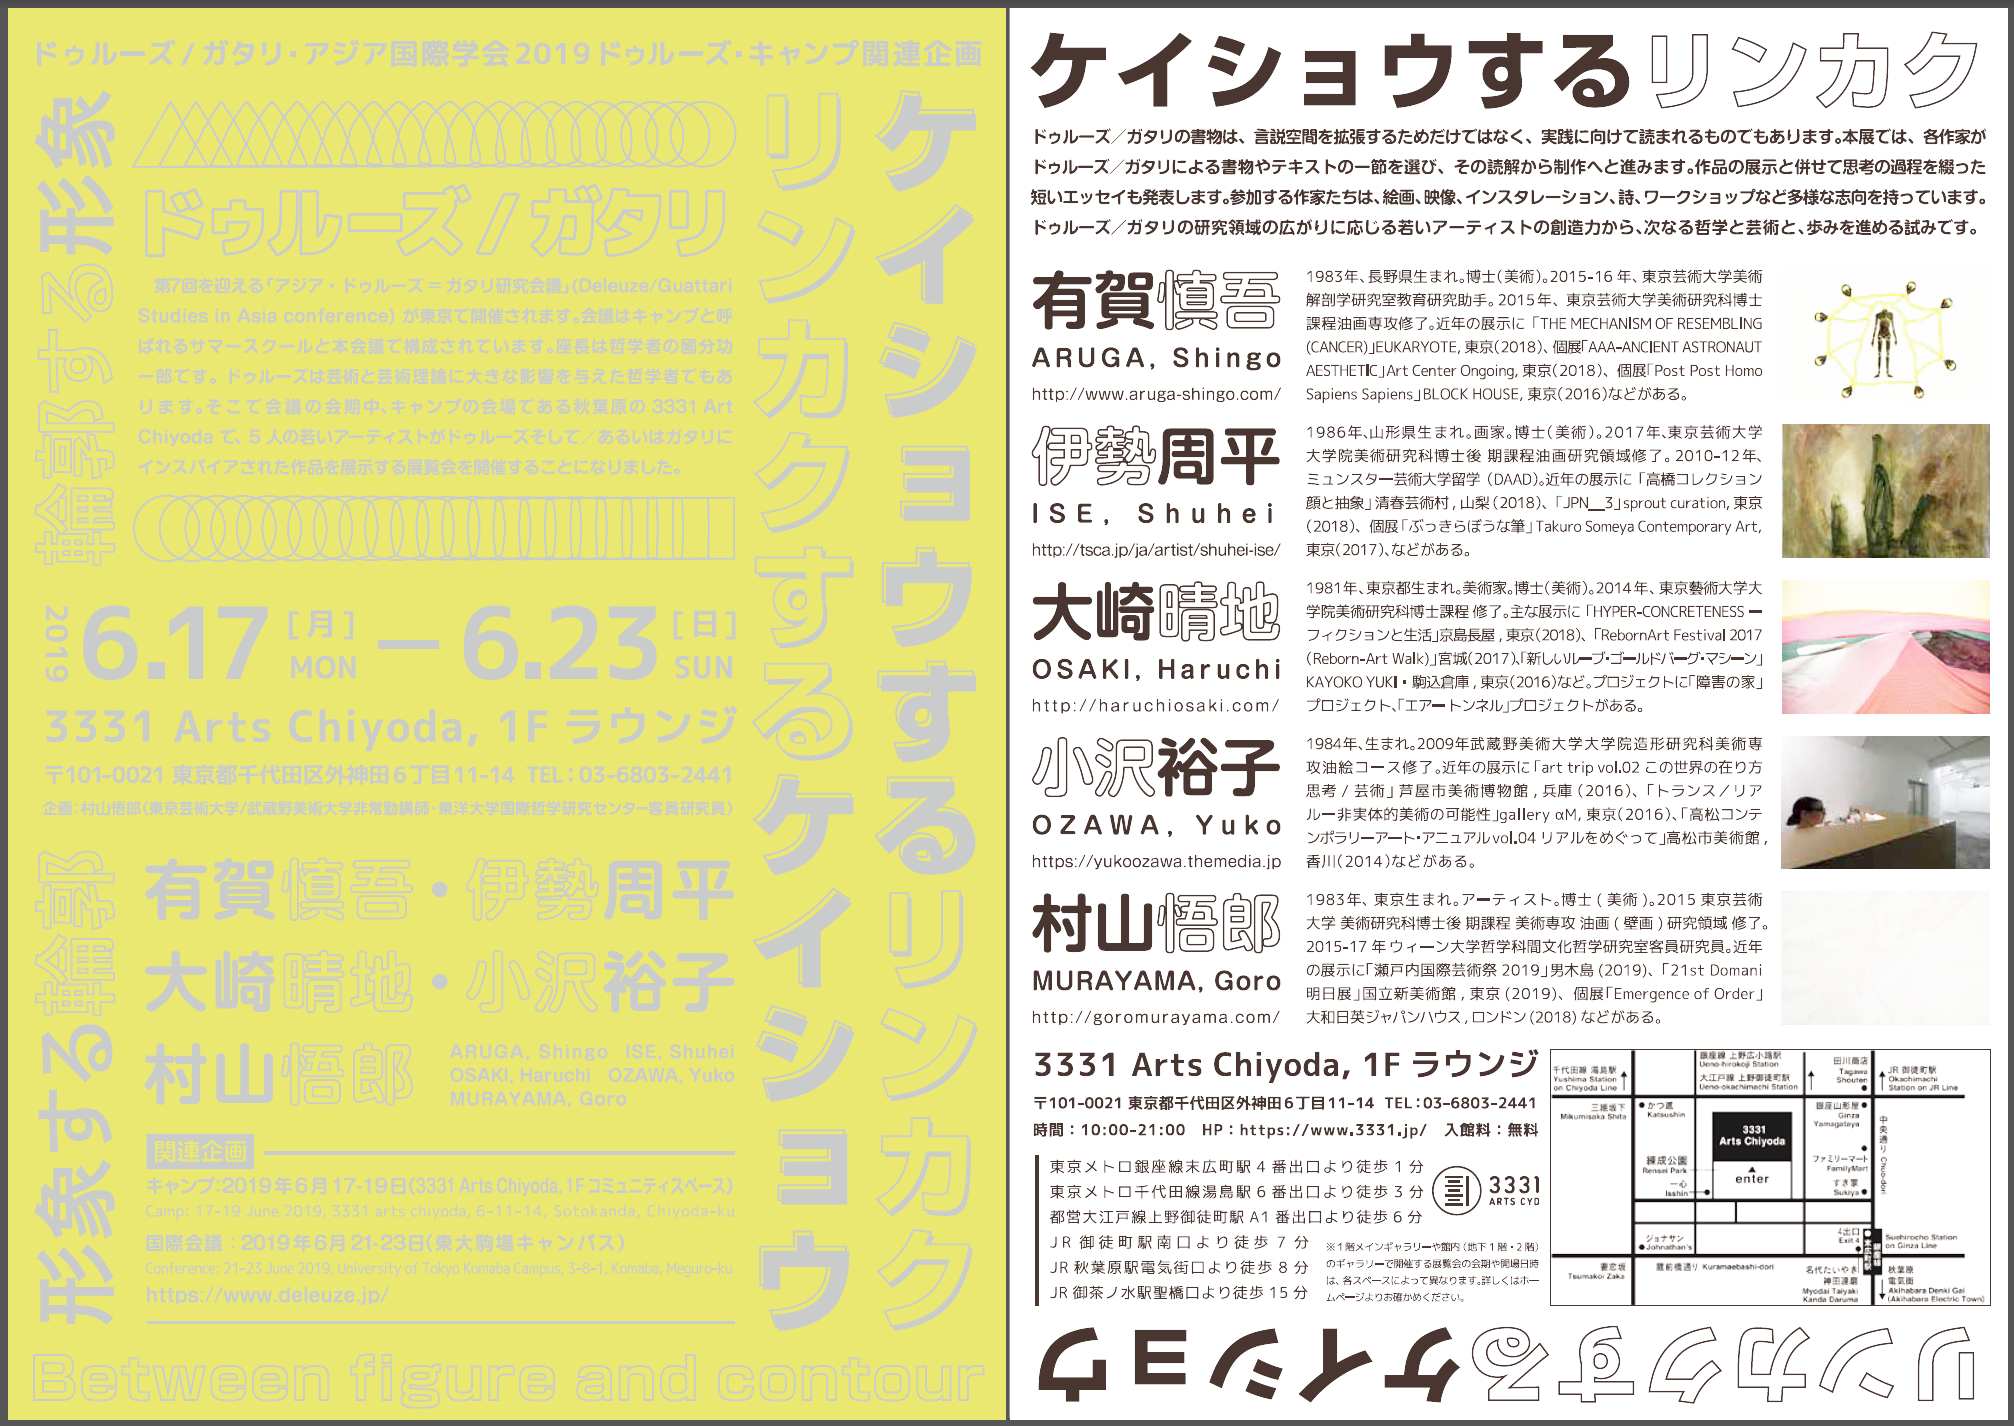 ドゥルーズ/ガタリ・アジア国際学会2019ドゥルーズ・キャンプ関連企画
ケイショウするリンカク
リンカクするケイショウ
輪郭する形象
形象する輪郭
ドゥルーズ/ガタリ
第7回を迎える「アジア・ドゥルーズ＝ガタリ研究会議」(Deleuze/Guattari
Studies in Asia conference) が東京で開催されます。会議はキャンプと呼
ばれるサマースクールと本会議で構成されています。座長は哲学者の國分功
一郎です。ドゥルーズは芸術と芸術理論に大きな影響を与えた哲学者でもあ
ります。そこで会議の会期中、キャンプの会場である秋葉原の 3331 Art
Chiyoda で、5 人の若いアーティストがドゥルーズそして／あるいはガタリに
インスパイアされた作品を展示する展覧会を開催することになりました。
2019 6.17 [月] MON — 6.23 [日] SUN
3331 Arts Chiyoda, 1F ラウンジ
〒101-0021 東京都千代田区外神田6丁目11-14 TEL:03-6803-2441
企画:村山悟郎(東京芸術大学/武蔵野美術大学非常勤講師・東洋大学国際哲学研究センター客員研究員)
有賀慎吾・伊勢周平
大崎晴地・小沢裕子
村山悟郎
ARUGA, Shingo ISE, Shuhei
OSAKI, Haruchi OZAWA, Yuko
MURAYAMA, Goro
関連企画
キャンプ:2019年6月17-19日(3331 Arts Chiyoda, 1Fコミュニティスペース)
Camp: 17-19 June 2019, 3331 arts chiyoda, 6-11-14, Sotokanda, Chiyoda-ku
国際会議：2019年6月21-23日(東大駒場キャンパス)
Conference: 21-23 June 2019, University of Tokyo Komaba Campus, 3-8-1, Komaba, Meguro-ku
https://www.deleuze.jp/
Between figure and contour
ケイショウするリンカク
ドゥルーズ／ガタリの書物は、言説空間を拡張するためだけではなく、実践に向けて読まれるものでもあります。本展では、各作家が
ドゥルーズ／ガタリによる書物やテキストの一節を選び、その読解から制作へと進みます。作品の展示と併せて思考の過程を綴った
短いエッセイも発表します。参加する作家たちは、絵画、映像、インスタレーション、詩、ワークショップなど多様な志向を持っています。
ドゥルーズ／ガタリの研究領域の広がりに応じる若いアーティストの創造力から、次なる哲学と芸術と、歩みを進める試みです。
有賀慎吾
ARUGA, Shingo
http://www.aruga-shingo.com/
1983年、長野県生まれ。博士(美術)。2015-16 年、東京芸術大学美術
解剖学研究室教育研究助手。2015年、東京芸術大学美術研究科博士
課程油画専攻修了。近年の展示に「THE MECHANISM OF RESEMBLING
(CANCER)」EUKARYOTE, 東京(2018)、個展「AAA-ANCIENT ASTRONAUT
AESTHETIC」Art Center Ongoing, 東京(2018)、個展「Post Post Homo
Sapiens Sapiens」BLOCK HOUSE, 東京(2016)などがある。
伊勢周平
ISE, Shuhei
http://tsca.jp/ja/artist/shuhei-ise/
1986年、山形県生まれ。画家。博士(美術)。2017年、東京芸術大学
大学院美術研究科博士後 期課程油画研究領域修了。2010-12年、
ミュンスター芸術大学留学 (DAAD)。近年の展示に「高橋コレクション
顔と抽象」清春芸術村, 山梨(2018)、「JPN__3」sprout curation, 東京
(2018)、個展「ぶっきらぼうな筆」Takuro Someya Contemporary Art,
東京(2017)、などがある。
大崎晴地
OSAKI, Haruchi
http://haruchiosaki.com/
1981年、東京都生まれ。美術家。博士(美術)。2014年、東京藝術大学大
学院美術研究科博士課程 修了。主な展示に「HYPER-CONCRETENESS ー
フィクションと生活」京島長屋, 東京(2018)、「RebornArt Festival 2017
(Reborn-Art Walk)」宮城(2017)、「新しいルーブ・ゴールドバーグ・マシーン」
KAYOKO YUKI・駒込倉庫, 東京(2016)など。プロジェクトに「障害の家」
プロジェクト、「エアートンネル」プロジェクトがある。
小沢裕子
OZAWA, Yuko
https://yukoozawa.themedia.jp
1984年、生まれ。2009年武蔵野美術大学大学院造形研究科美術専
攻油絵コース修了。近年の展示に「art trip vol.02 この世界の在り方
思考 / 芸術」芦屋市美術博物館, 兵庫(2016)、「トランス／リア
ルー非実体的美術の可能性」gallery αM, 東京(2016)、「高松コンテ
ンポラリーアート・アニュアルvol.04 リアルをめぐって」高松市美術館,
香川(2014)などがある。
村山悟郎
MURAYAMA, Goro
http://goromurayama.com/
1983年、東京生まれ。アーティスト。博士 ( 美術 )。2015 東京芸術
大学 美術研究科博士後 期課程 美術専攻 油画 ( 壁画 ) 研究領域 修了。
2015-17 年ウィーン大学哲学科間文化哲学研究室客員研究員。近年
の展示に「瀬戸内国際芸術祭 2019」男木島 (2019)、「21st Domani
明日展」国立新美術館, 東京 (2019)、個展「Emergence of Order」
大和日英ジャパンハウス, ロンドン(2018) などがある。
3331 Arts Chiyoda, 1F ラウンジ
〒101-0021 東京都千代田区外神田6丁目11-14 TEL:03-6803-2441
時間：10:00-21:00 HP：https://www.3331.jp/ 入館料：無料
東京メトロ銀座線末広町駅 4 番出口より徒歩 1 分
東京メトロ千代田線湯島駅 6 番出口より徒歩 3 分
都営大江戸線上野御徒町駅 A1 番出口より徒歩 6 分
JR 御徒町駅南口より徒歩 7 分
JR 秋葉原駅電気街口より徒歩 8 分
JR 御茶ノ水駅聖橋口より徒歩 15 分
3331
ARTS CYD
※1階メインギャラリーや館内(地下1階・2階)
のギャラリーで開催する展覧会の会期や開場日時
は、各スペースによって異なります。詳しくはホー
ムページよりお確かめください。
千代田線 湯島駅
Yushima Station
on Chiyoda Line
銀座線 上野広小路駅
Ueno-hirokoji Station
大江戸線 上野御徒町駅
Ueno-okachimachi Station
田川商店
Tagawa
Shouten
JR 御徒町駅
Okachimachi
Station on JR Line
三組坂下
Mikumisaka Shita
かつ進
Katsushin
3331
Arts Chiyoda
enter
銀座山形屋
Ginza
Yamagataya
中央通り Chuo-dori
練成公園
Rensei Park
一心
Isshin
ファミリーマート
FamilyMart
すき家
Sukiya
ジョナサン
Johnathan's
4出口
Exit 4
Suehirocho Station
on Ginza Line
妻恋坂
Tsumakoi Zaka
蔵前橋通り Kuramaebashi-dori
名代たいやき
神田達磨
Myodai Taiyaki
Kanda Daruma
秋葉原
電気街
Akihabara Denki Gai
(Akihabara Electric Town)
リンカクするケイショウ